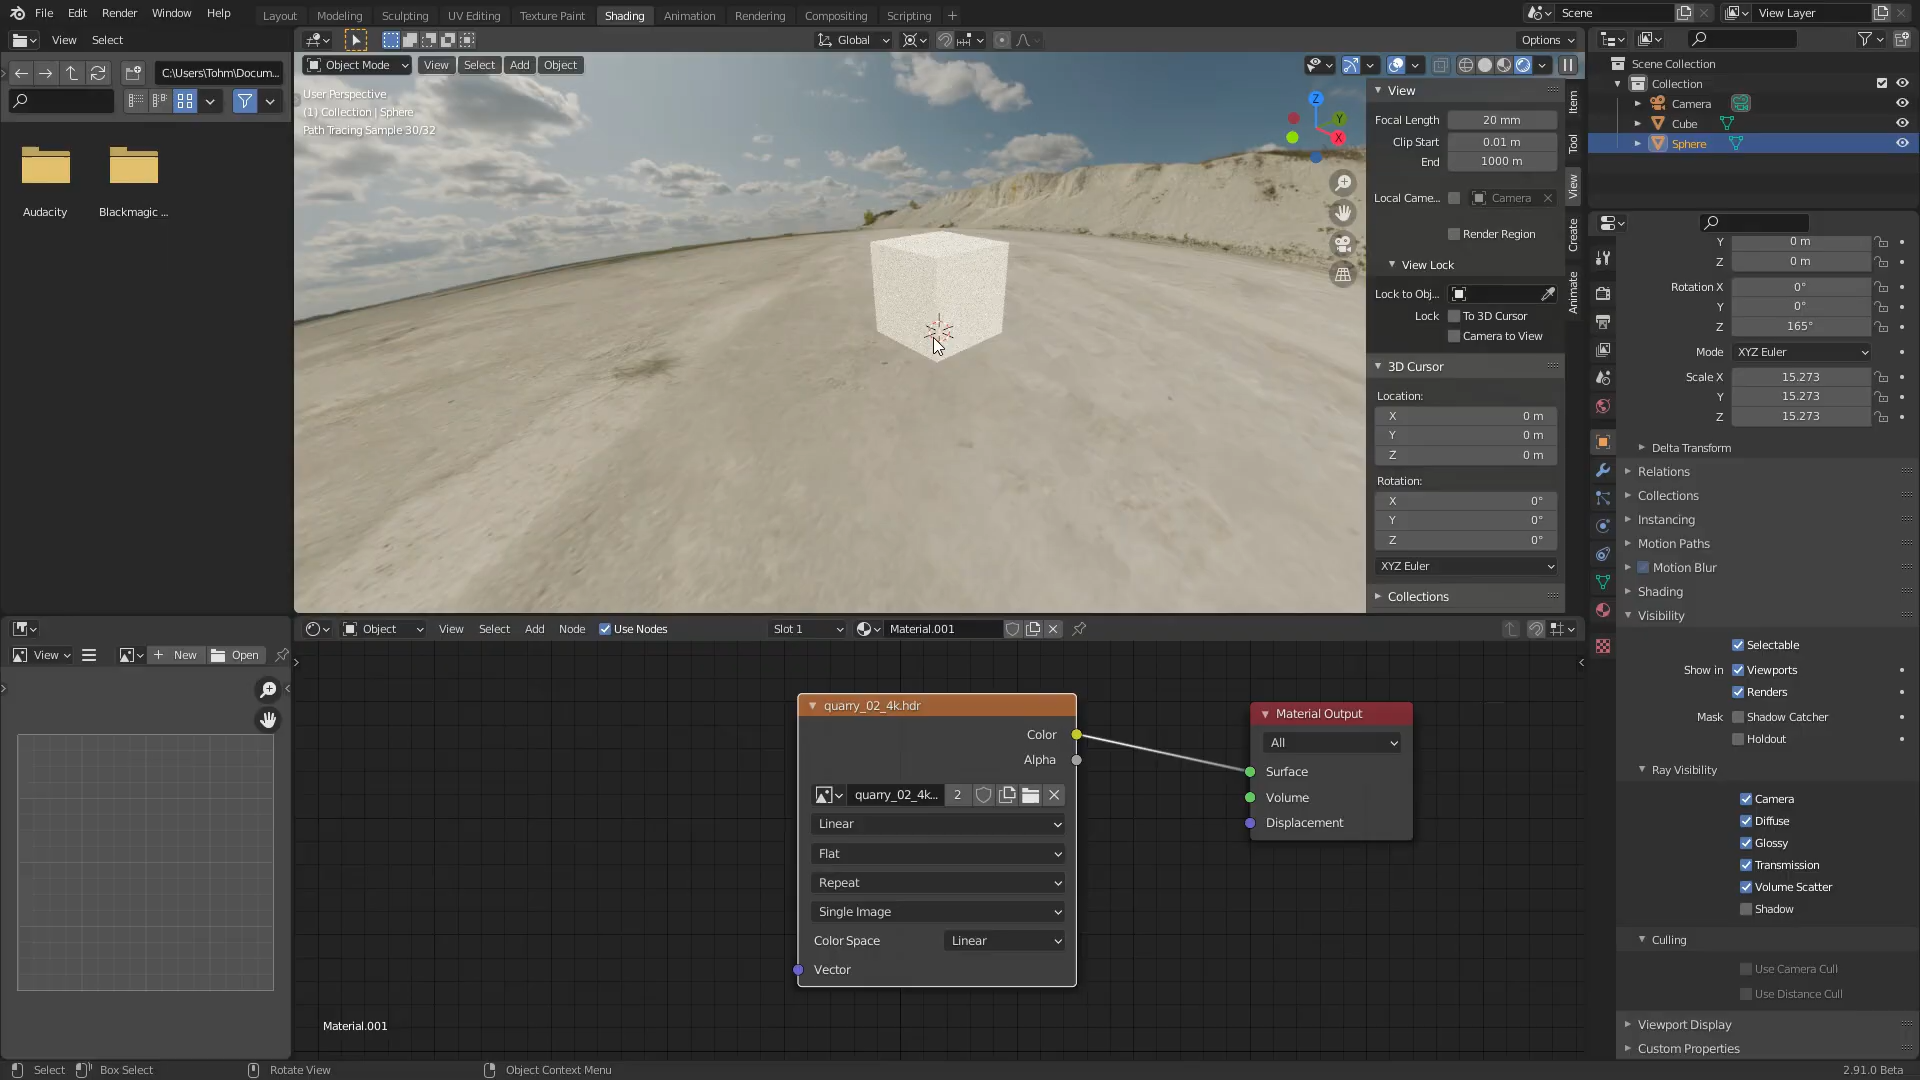 File Edit Render Window Help
Layout Modeling Sculpting UV Editing Texture Paint Shading Animation Rendering Compositing Scripting +
Scene View Layer
View Select
Global Options
C:\Users\Tohm\Docum...
Audacity Blackmagic ...
Object Mode View Select Add Object
User Perspective
(1) Collection | Sphere
Path Tracing Sample 30/32
Z Y X
View
Focal Length 20 mm
Clip Start 0.01 m
End 1000 m
Local Came... Camera
Render Region
View Lock
Lock to Obj...
Lock To 3D Cursor
Camera to View
3D Cursor
Location:
X 0 m
Y 0 m
Z 0 m
Rotation:
X 0°
Y 0°
Z 0°
XYZ Euler
Collections
Item
Tool
View
Create
Animate
Scene Collection
Collection
Camera
Cube
Sphere
Y 0 m
Z 0 m
Rotation X 0°
Y 0°
Z 165°
Mode XYZ Euler
Scale X 15.273
Y 15.273
Z 15.273
Delta Transform
Relations
Collections
Instancing
Motion Paths
Motion Blur
Shading
Visibility
Selectable
Show in Viewports
Renders
Mask Shadow Catcher
Holdout
Ray Visibility
Camera
Diffuse
Glossy
Transmission
Volume Scatter
Shadow
Culling
Use Camera Cull
Use Distance Cull
Viewport Display
Custom Properties
View New Open
Object View Select Add Node Use Nodes Slot 1 Material.001
quarry_02_4k.hdr
Color
Alpha
quarry_02_4k... 2
Linear
Flat
Repeat
Single Image
Color Space Linear
Vector
Material Output
All
Surface
Volume
Displacement
Material.001
Select Box Select Rotate View Object Context Menu 2.91.0 Beta